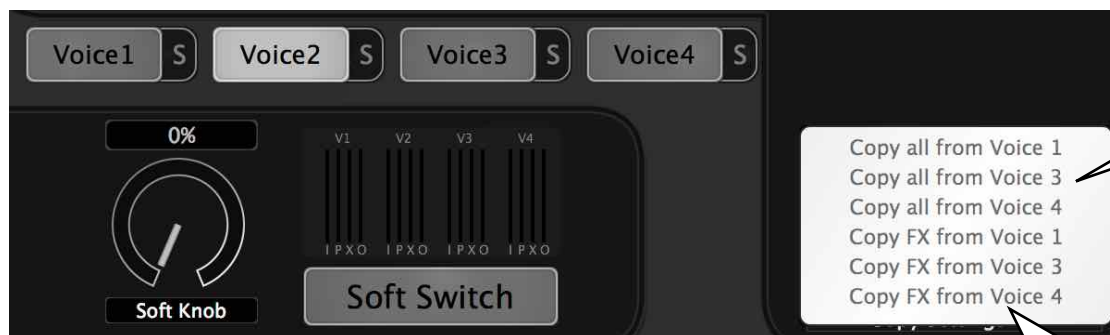 Voice1 S Voice2 S Voice3 S Voice4 S
0%
V1 V2 V3 V4
I P X O I P X O I P X O I P X O
Soft Knob
Soft Switch
Copy all from Voice 1
Copy all from Voice 3
Copy all from Voice 4
Copy FX from Voice 1
Copy FX from Voice 3
Copy FX from Voice 4